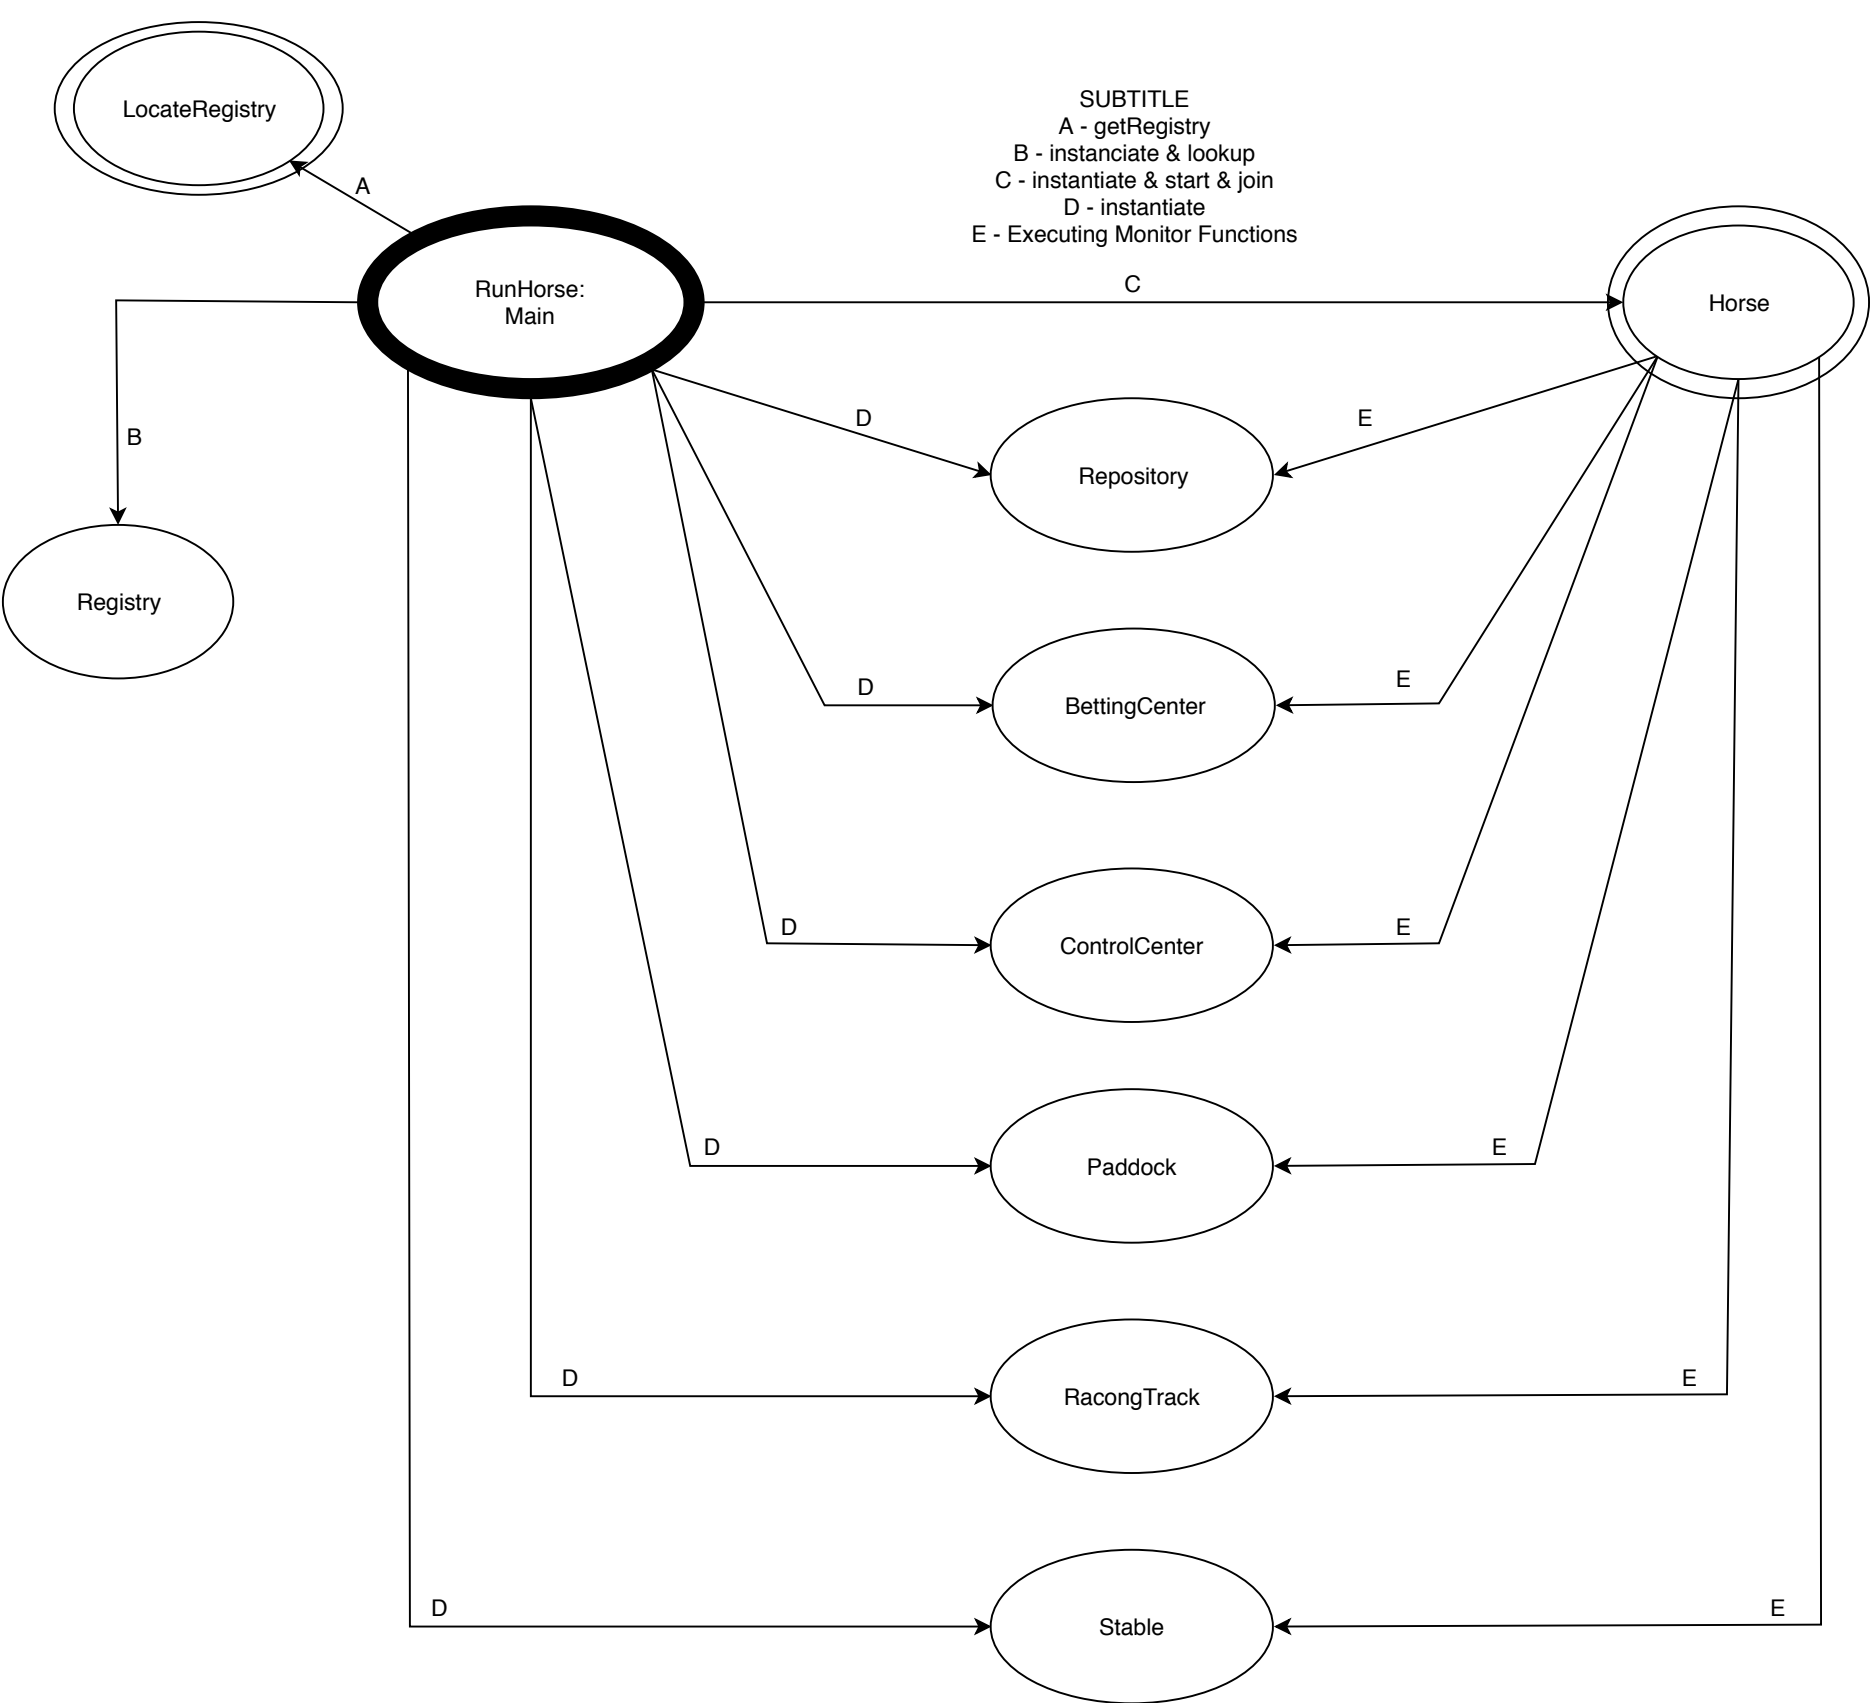 LocateRegistry
SUBTITLE
A - getRegistry
B - instanciate & lookup
C - instantiate & start & join
D - instantiate
E - Executing Monitor Functions
A
RunHorse:
Main
C
Horse
B
D
E
Repository
Registry
D
E
BettingCenter
D
E
ControlCenter
D
E
Paddock
D
E
RacongTrack
D
E
Stable